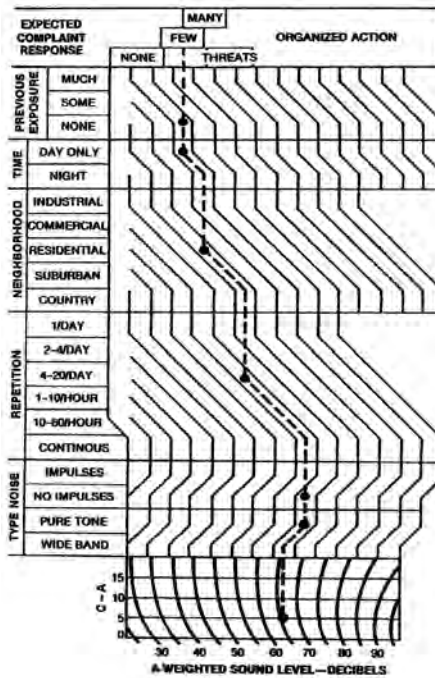 EXPECTED
COMPLAINT
RESPONSE
MANY
FEW
ORGANIZED ACTION
NONE
THREATS
PREVIOUS
EXPOSURE
MUCH
SOME
NONE
TIME
DAY ONLY
NIGHT
NEIGHBORHOOD
INDUSTRIAL
COMMERCIAL
RESIDENTIAL
SUBURBAN
COUNTRY
REPETITION
1/DAY
2–4/DAY
4–20/DAY
1–10/HOUR
10–60/HOUR
CONTINOUS
TYPE NOISE
IMPULSES
NO IMPULSES
PURE TONE
WIDE BAND
C – A
15
10
5
0
30 40 50 60 70 80 90
A-WEIGHTED SOUND LEVEL—DECIBELS